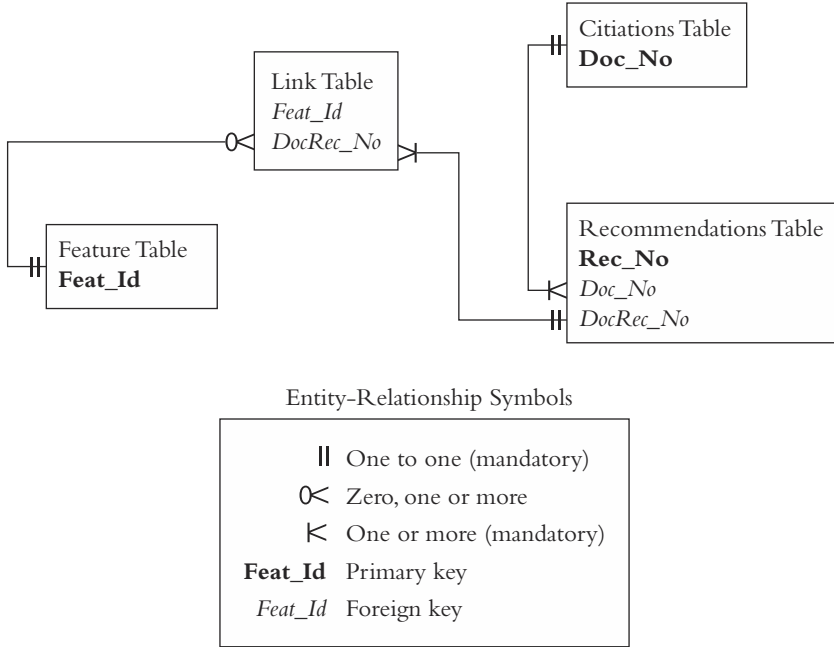 Citiations Table
Doc_No
Link Table
Feat_Id
DocRec_No
Feature Table
Feat_Id
Recommendations Table
Rec_No
Doc_No
DocRec_No
Entity-Relationship Symbols
One to one (mandatory)
Zero, one or more
One or more (mandatory)
Feat_Id Primary key
Feat_Id Foreign key